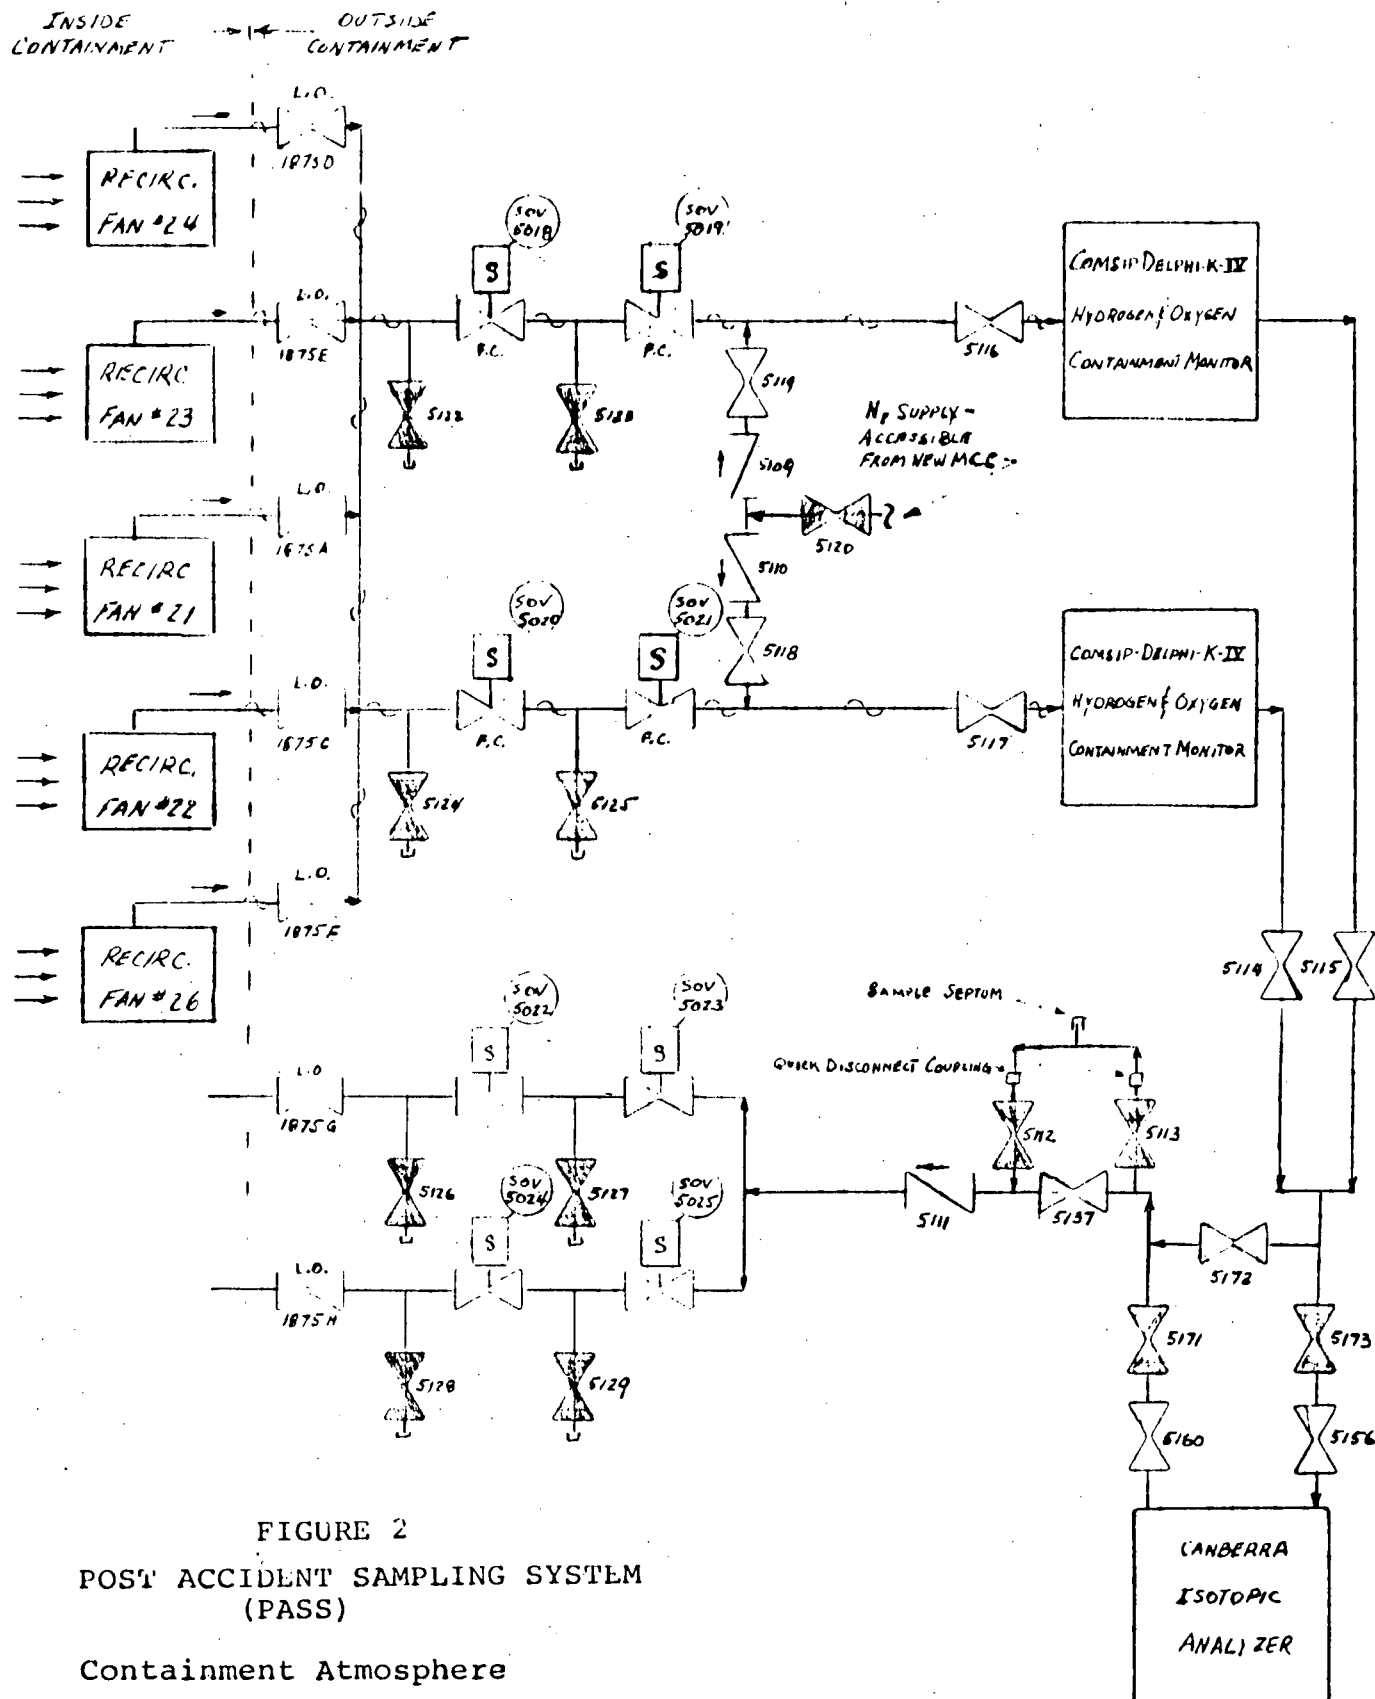 INSIDE
CONTAINMENT
OUTSIDE
CONTAINMENT
L.O.
1875D
RECIRC.
FAN #24
SOV
5018
S
F.C.
SOV
5019
S
F.C.
L.O.
1875E
RECIRC
FAN #23
5122
5116
COMSIP-DELPHI-K-IV
HYDROGEN & OXYGEN
CONTAINMENT MONITOR
5119
5109
N₂ SUPPLY-
ACCESSIBLE
FROM NEW MCC
5120
5110
5118
L.O.
1875A
RECIRC
FAN #21
SOV
5020
S
F.C.
SOV
5021
S
F.C.
L.O.
1875C
RECIRC.
FAN #22
5124
5125
5117
COMSIP-DELPHI-K-IV
HYDROGEN & OXYGEN
CONTAINMENT MONITOR
L.O.
RECIRC.
FAN #26
5114
5115
SOV
5022
S
SOV
5023
S
SAMPLE SEPTUM
QUICK DISCONNECT COUPLING
L.O
1875G
5112
5113
5126
SOV
5024
S
5127
SOV
5025
S
5111
5137
5172
L.O.
1875H
5128
5129
5171
5173
5160
5156
CANBERRA
ISOTOPIC
ANALYZER
FIGURE 2
POST ACCIDENT SAMPLING SYSTEM
(PASS)
Containment Atmosphere